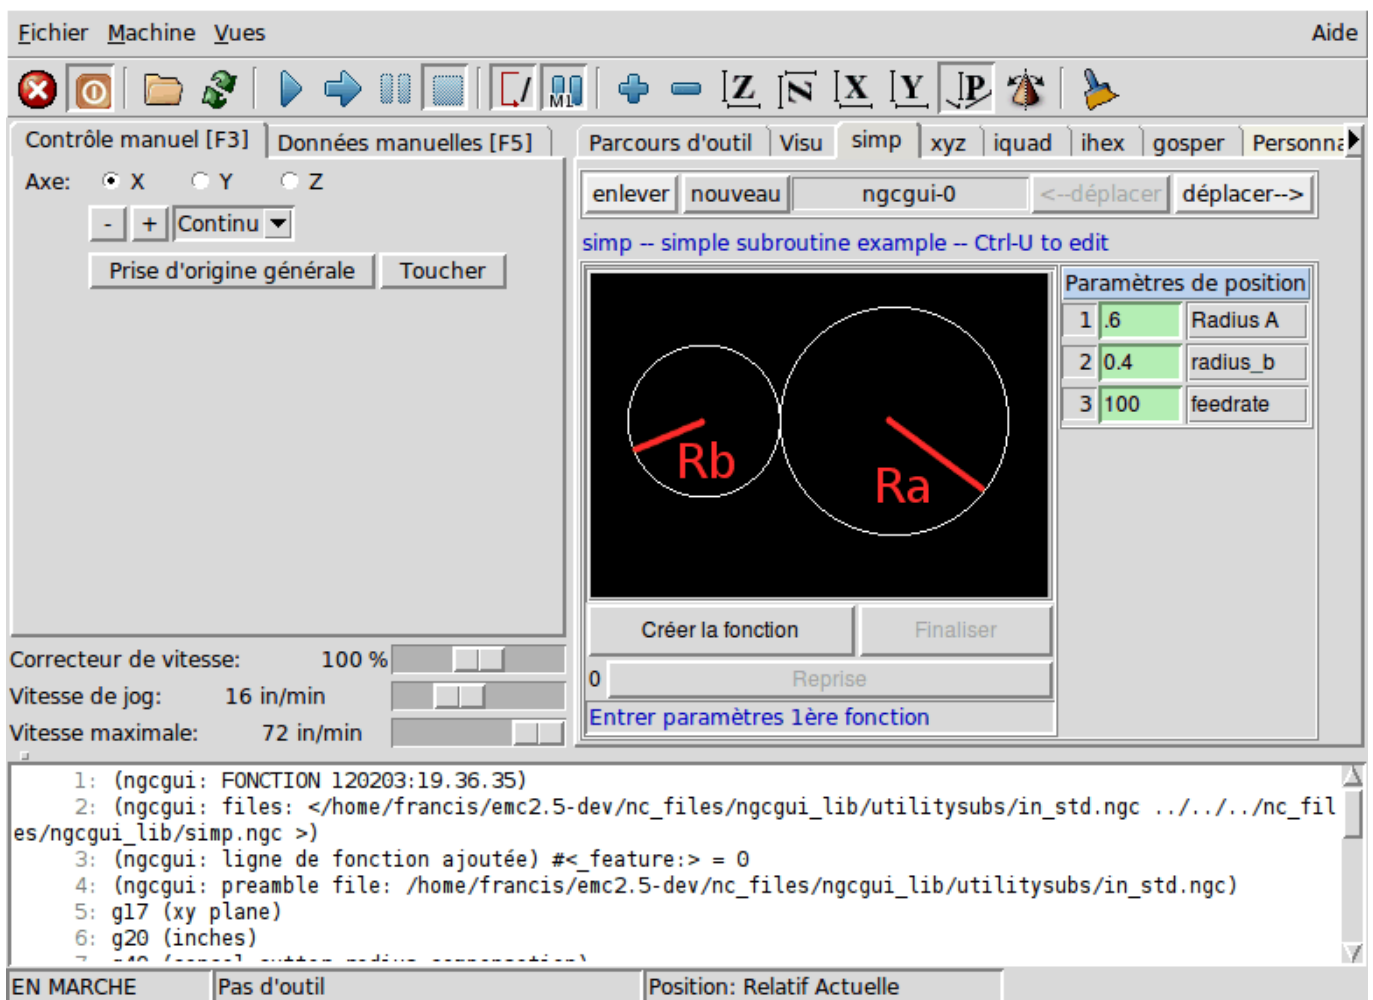 Fichier Machine Vues Aide
M1 Z N X Y P
Contrôle manuel [F3] Données manuelles [F5]
Axe: X Y Z
- + Continu
Prise d'origine générale Toucher
Parcours d'outil Visu simp xyz iquad ihex gosper Personna
enlever nouveau ngcgui-0 <--déplacer déplacer-->
simp -- simple subroutine example -- Ctrl-U to edit
Rb
Ra
Paramètres de position
1 .6 Radius A
2 0.4 radius_b
3 100 feedrate
Créer la fonction Finaliser
0 Reprise
Entrer paramètres 1ère fonction
Correcteur de vitesse: 100 %
Vitesse de jog: 16 in/min
Vitesse maximale: 72 in/min
1: (ngcgui: FONCTION 120203:19.36.35)
2: (ngcgui: files: </home/francis/emc2.5-dev/nc_files/ngcgui_lib/utilitysubs/in_std.ngc ../../../nc_fil
es/ngcgui_lib/simp.ngc >)
3: (ngcgui: ligne de fonction ajoutée) #<_feature:> = 0
4: (ngcgui: preamble file: /home/francis/emc2.5-dev/nc_files/ngcgui_lib/utilitysubs/in_std.ngc)
5: g17 (xy plane)
6: g20 (inches)
EN MARCHE Pas d'outil Position: Relatif Actuelle